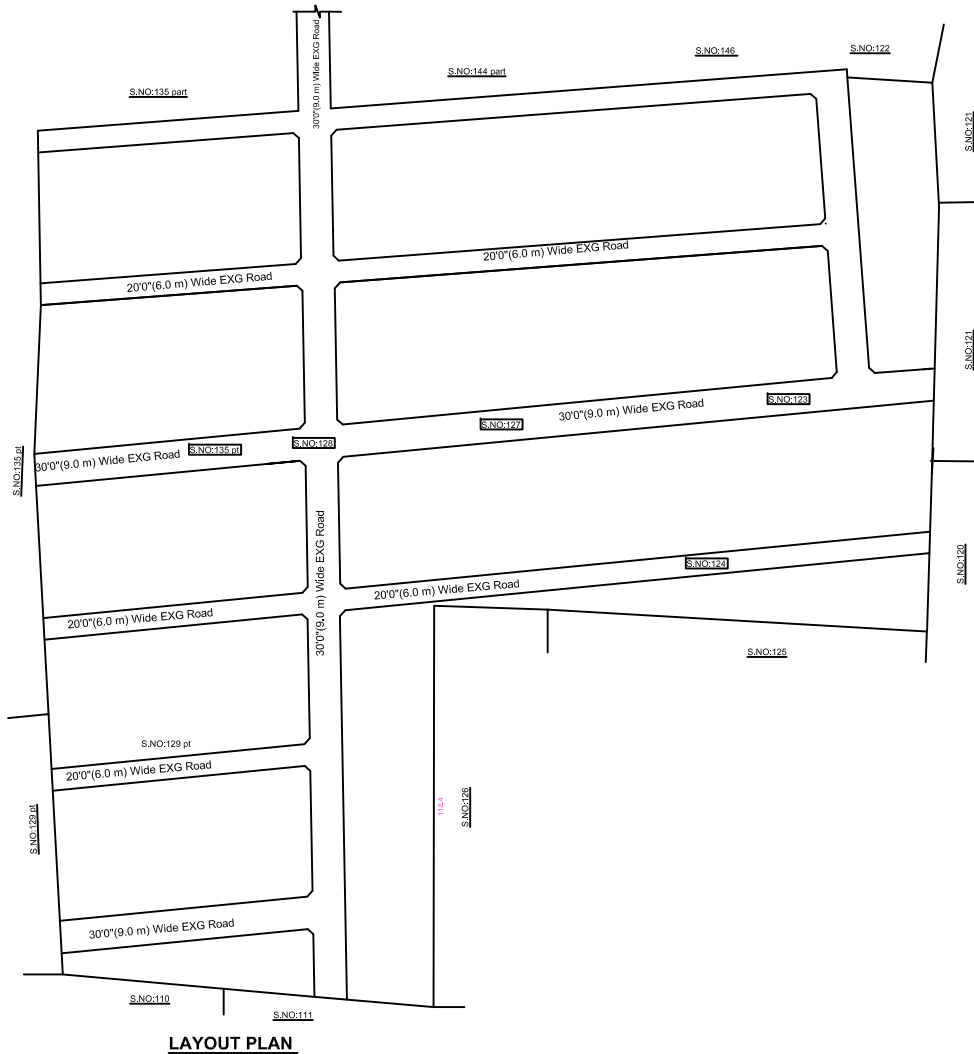 S.NO:146
S.NO:122
S.NO:144 part
S.NO:135 part
30'0"(9.0 m) Wide EXG Road
S.NO:121
20'0"(6.0 m) Wide EXG Road
20'0"(6.0 m) Wide EXG Road
S.NO:121
S.NO:123
30'0"(9.0 m) Wide EXG Road
S.NO:127
S.NO:128
S.NO:135 pt
30'0"(9.0 m) Wide EXG Road
S.NO:135 pt
30'0"(9.0 m) Wide EXG Road
S.NO:124
S.NO:120
20'0"(6.0 m) Wide EXG Road
20'0"(6.0 m) Wide EXG Road
S.NO:125
S.NO:129 pt
20'0"(6.0 m) Wide EXG Road
112.4
S.NO:126
S.NO:129 pt
30'0"(9.0 m) Wide EXG Road
S.NO:110
S.NO:111
LAYOUT PLAN